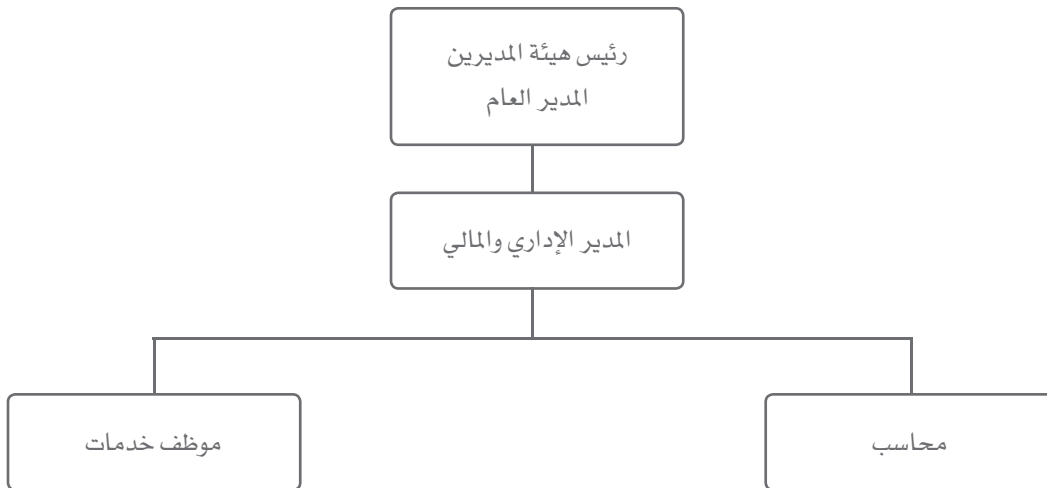 رئيس هيئة المديرين
المدير العام
المدير الإداري والمالي
محاسب
موظف خدمات